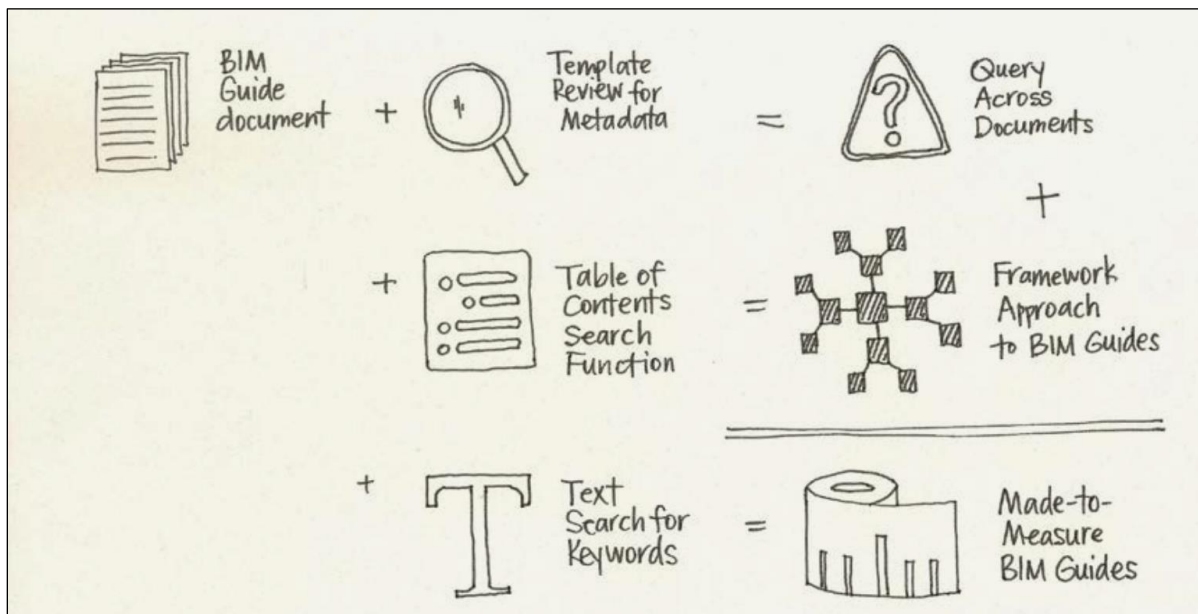 BIM
Guide
document
+
Template
Review for
Metadata
=
?
Query
Across
Documents
+
+
Table of
Contents
Search
Function
=
Framework
Approach
to BIM Guides
+
T
Text
Search for
Keywords
=
Made-to-
Measure
BIM Guides